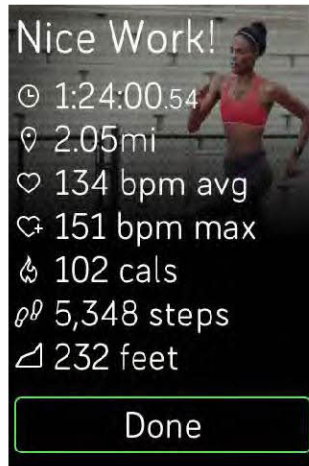 Nice Work!
1:24:00.54
2.05mi
134 bpm avg
151 bpm max
102 cals
5,348 steps
232 feet
Done